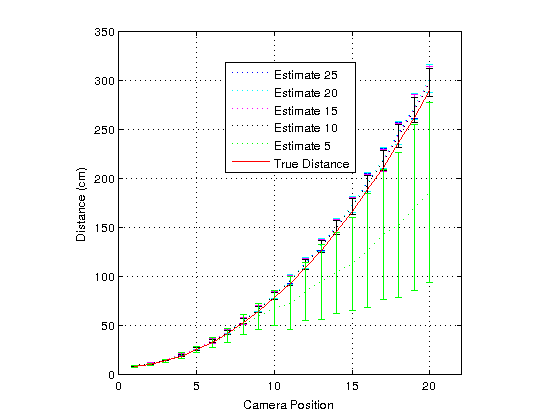 350
300
250
200
150
100
50
0
Distance (cm)
Estimate 25
Estimate 20
Estimate 15
Estimate 10
Estimate 5
True Distance
0
5
10
15
20
Camera Position